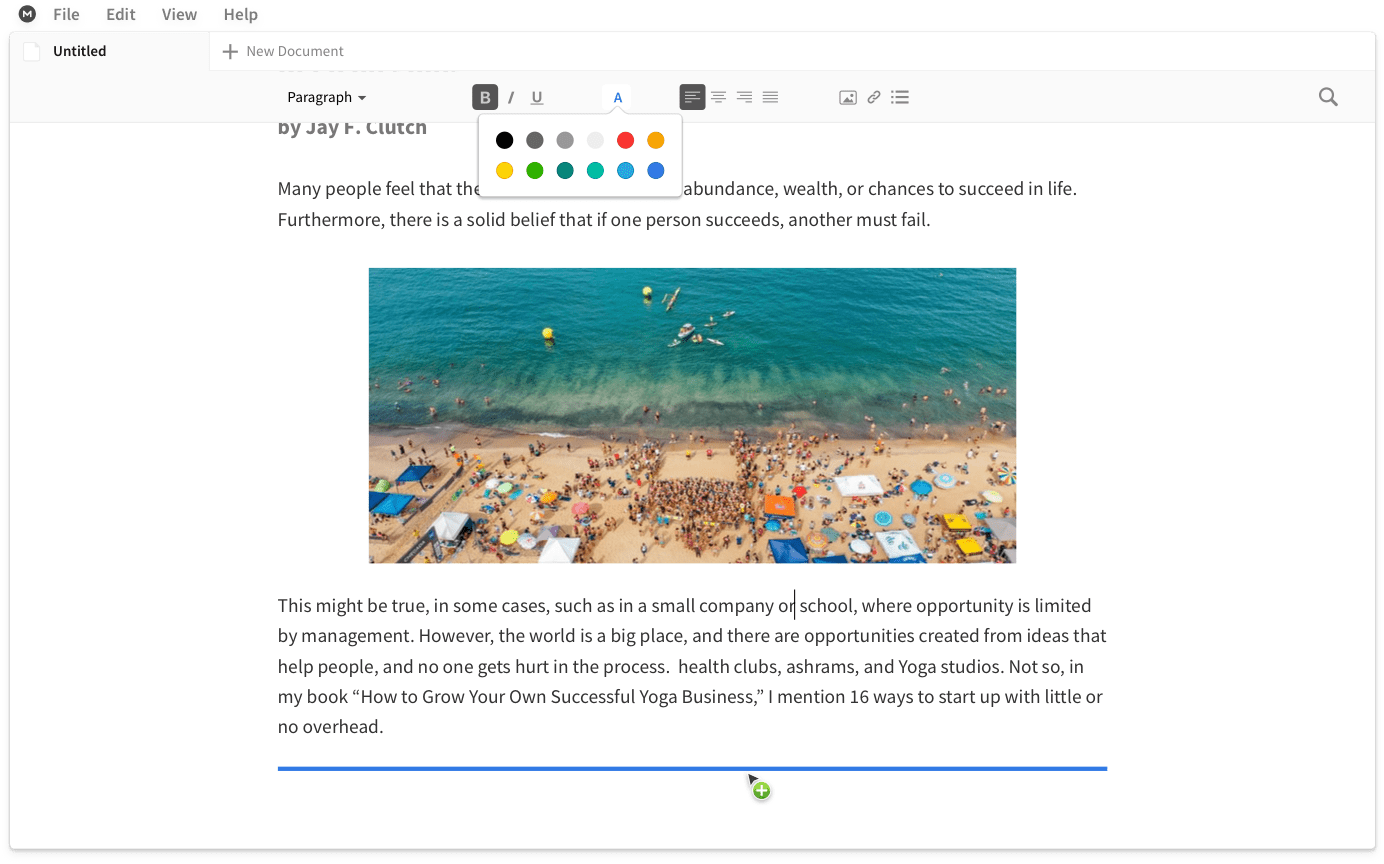 M File Edit View Help
Untitled New Document
Paragraph B I U A
by Jay F. Clutch
Many people feel that the abundance, wealth, or chances to succeed in life.
Furthermore, there is a solid belief that if one person succeeds, another must fail.
This might be true, in some cases, such as in a small company or school, where opportunity is limited
by management. However, the world is a big place, and there are opportunities created from ideas that
help people, and no one gets hurt in the process.  health clubs, ashrams, and Yoga studios. Not so, in
my book “How to Grow Your Own Successful Yoga Business,” I mention 16 ways to start up with little or
no overhead.